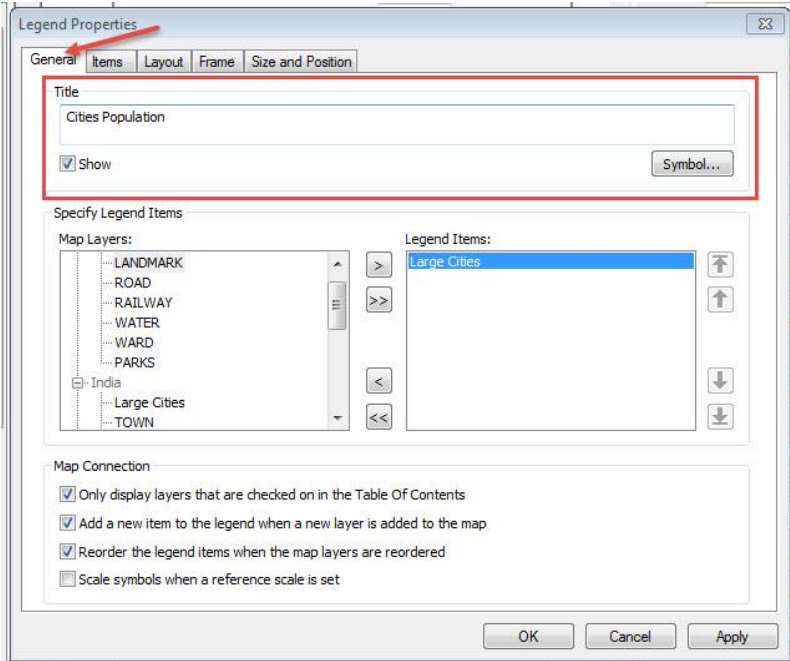 Legend Properties
General Items Layout Frame Size and Position
Title
Cities Population
Show
Symbol...
Specify Legend Items
Map Layers:
LANDMARK
ROAD
RAILWAY
WATER
WARD
PARKS
India
Large Cities
TOWN
>
>>
<
<<
Legend Items:
Large Cities
Map Connection
Only display layers that are checked on in the Table Of Contents
Add a new item to the legend when a new layer is added to the map
Reorder the legend items when the map layers are reordered
Scale symbols when a reference scale is set
OK Cancel Apply